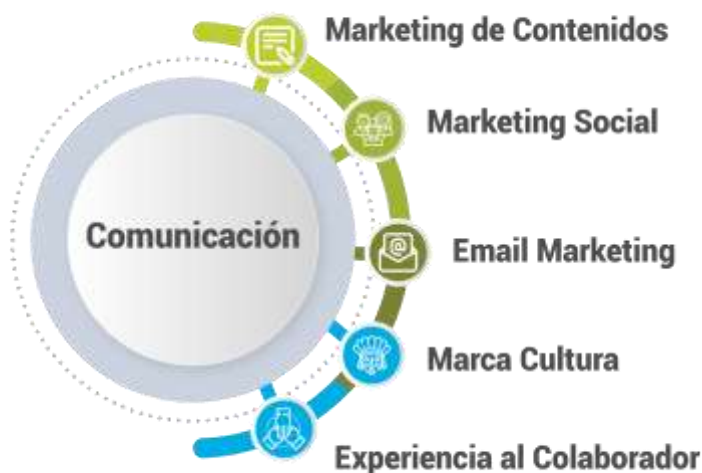 Marketing de Contenidos
Marketing Social
Comunicación
Email Marketing
Marca Cultura
Experiencia al Colaborador